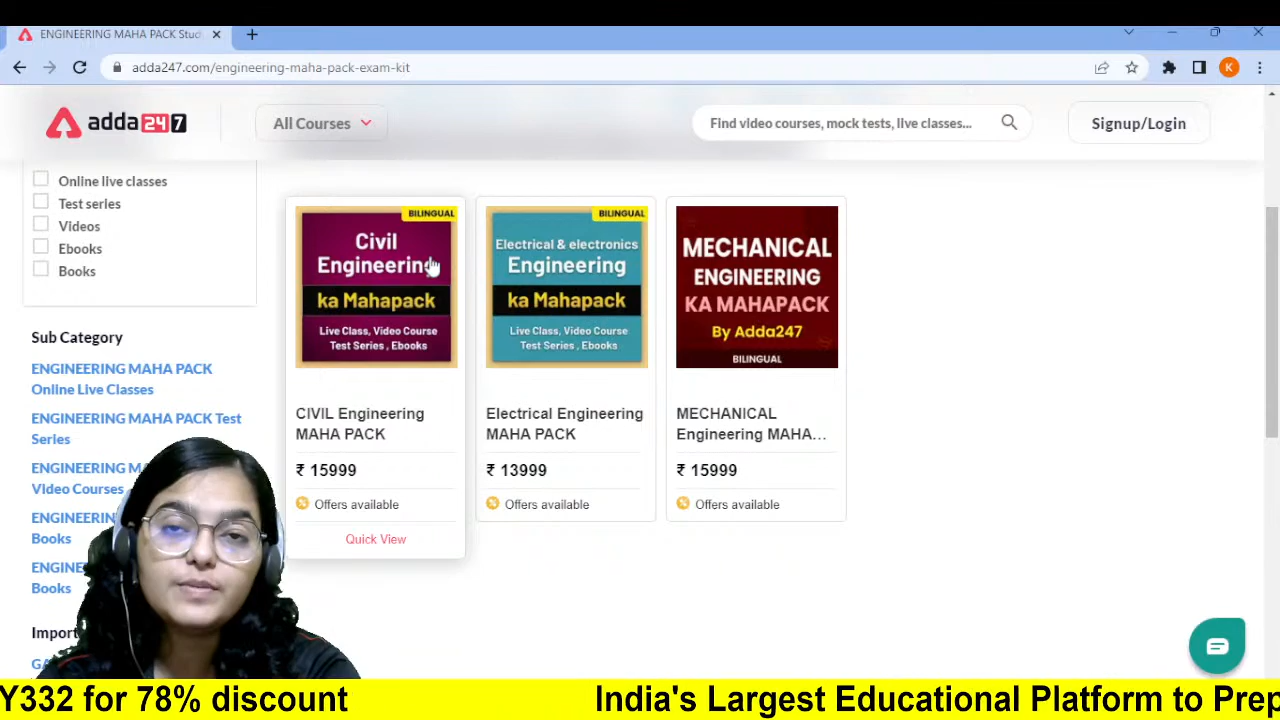 ENGINEERING MAHA PACK Stud
adda247.com/engineering-maha-pack-exam-kit
K
adda247
All Courses
Find video courses, mock tests, live classes...
Signup/Login
Online live classes
Test series
Videos
Ebooks
Books
Sub Category
ENGINEERING MAHA PACK
Online Live Classes
ENGINEERING MAHA PACK Test
Series
ENGINEERING M
Video Courses
ENGINEERIN
Books
ENGINE
Books
Import
GA
BILINGUAL
Civil
Engineering
ka Mahapack
Live Class, Video Course
Test Series , Ebooks
CIVIL Engineering
MAHA PACK
₹ 15999
Offers available
Quick View
BILINGUAL
Electrical & electronics
Engineering
ka Mahapack
Live Class, Video Course
Test Series , Ebooks
Electrical Engineering
MAHA PACK
₹ 13999
Offers available
MECHANICAL
ENGINEERING
KA MAHAPACK
By Adda247
BILINGUAL
MECHANICAL
Engineering MAHA...
₹ 15999
Offers available
Y332 for 78% discount
India's Largest Educational Platform to Prep